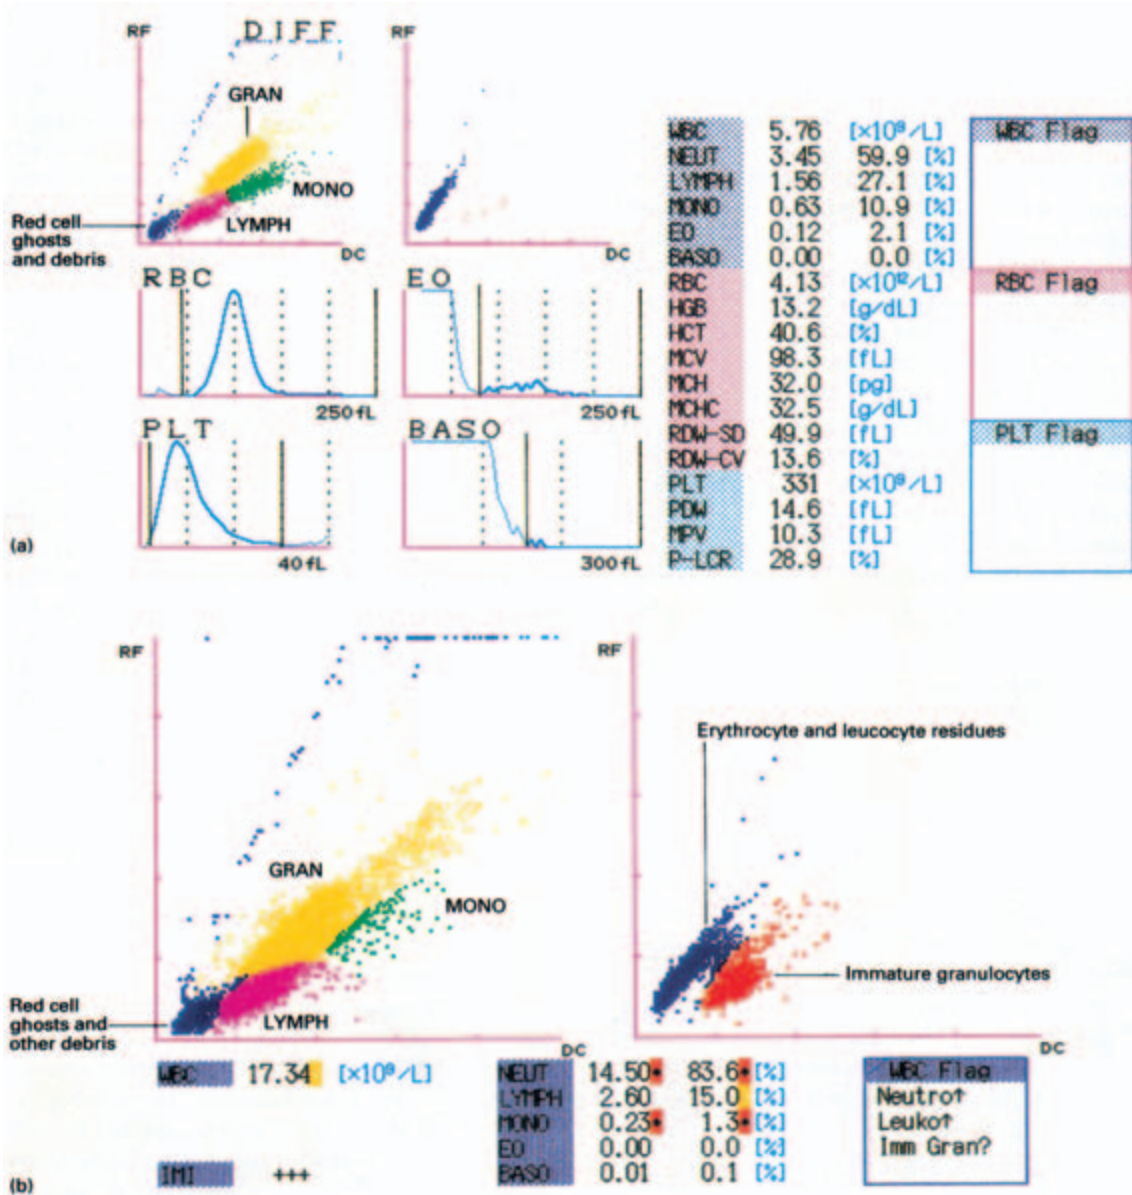 RF
DIFF
GRAN
MONO
LYMPH
Red cell
ghosts
and debris
DC
RF
RBC
250 fL
EO
250 fL
PLT
40 fL
BASO
300 fL
(a)
WBC 5.76 [×10⁹/L]
NEUT 3.45 59.9 [%]
LYMPH 1.56 27.1 [%]
MONO 0.63 10.9 [%]
EO 0.12 2.1 [%]
BASO 0.00 0.0 [%]
RBC 4.13 [×10¹²/L]
HGB 13.2 [g/dL]
HCT 40.6 [%]
MCV 98.3 [fL]
MCH 32.0 [pg]
MCHC 32.5 [g/dL]
RDW-SD 49.9 [fL]
RDW-CV 13.6 [%]
PLT 331 [×10⁹/L]
PDW 14.6 [fL]
MPV 10.3 [fL]
P-LCR 28.9 [%]
WBC Flag
RBC Flag
PLT Flag
DC
RF
GRAN
MONO
LYMPH
Red cell
ghosts and
other debris
DC
RF
Erythrocyte and leucocyte residues
Immature granulocytes
DC
WBC 17.34 [×10⁹/L]
IMI +++
NEUT 14.50* 83.6* [%]
LYMPH 2.60 15.0 [%]
MONO 0.23* 1.3* [%]
EO 0.00 0.0 [%]
BASO 0.01 0.1 [%]
WBC Flag
Neutro↑
Leuko↑
Imm Gran?
(b)